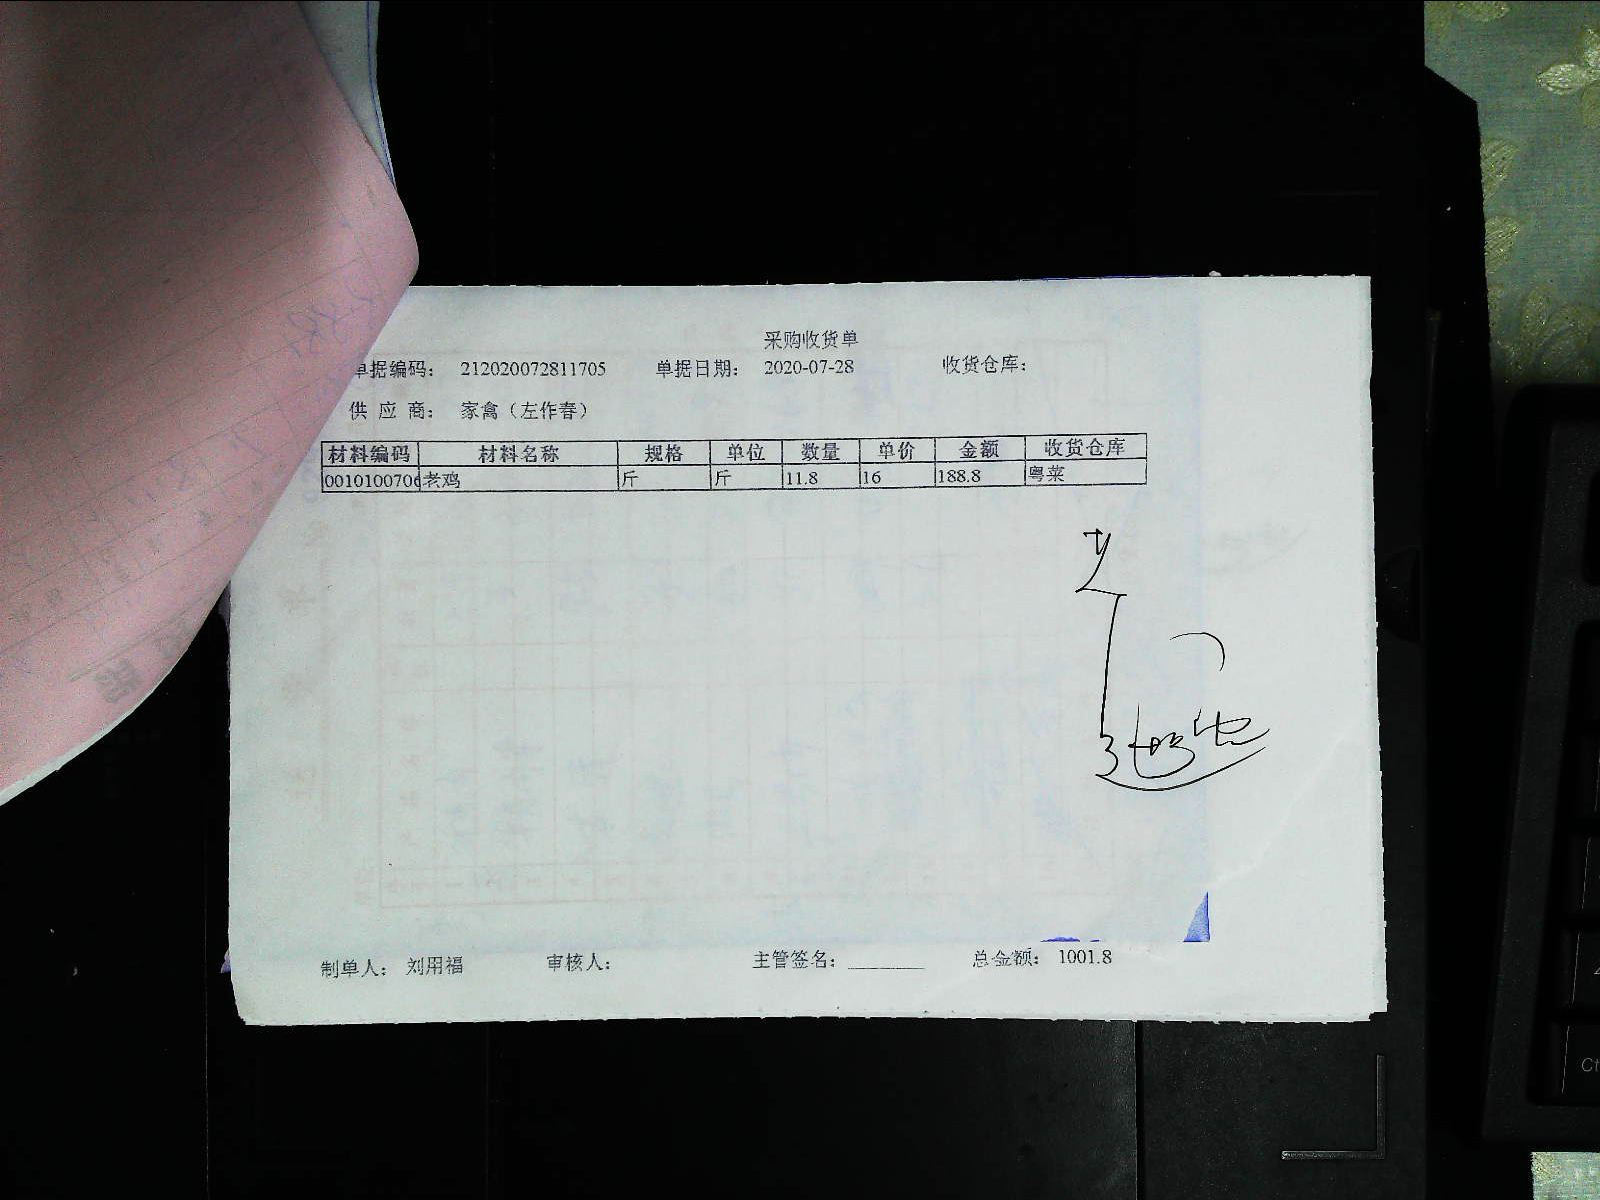 采购收货单
单据编码： 212020072811705 单据日期： 2020-07-28 收货仓库：
供 应 商： 家禽（左作春）
材料编码 材料名称 规格 单位 数量 单价 金额 收货仓库
0010100706 老鸡 斤 斤 11.8 16 188.8 粤菜
制单人： 刘用福 审核人： 主管签名：________ 总金额： 1001.8